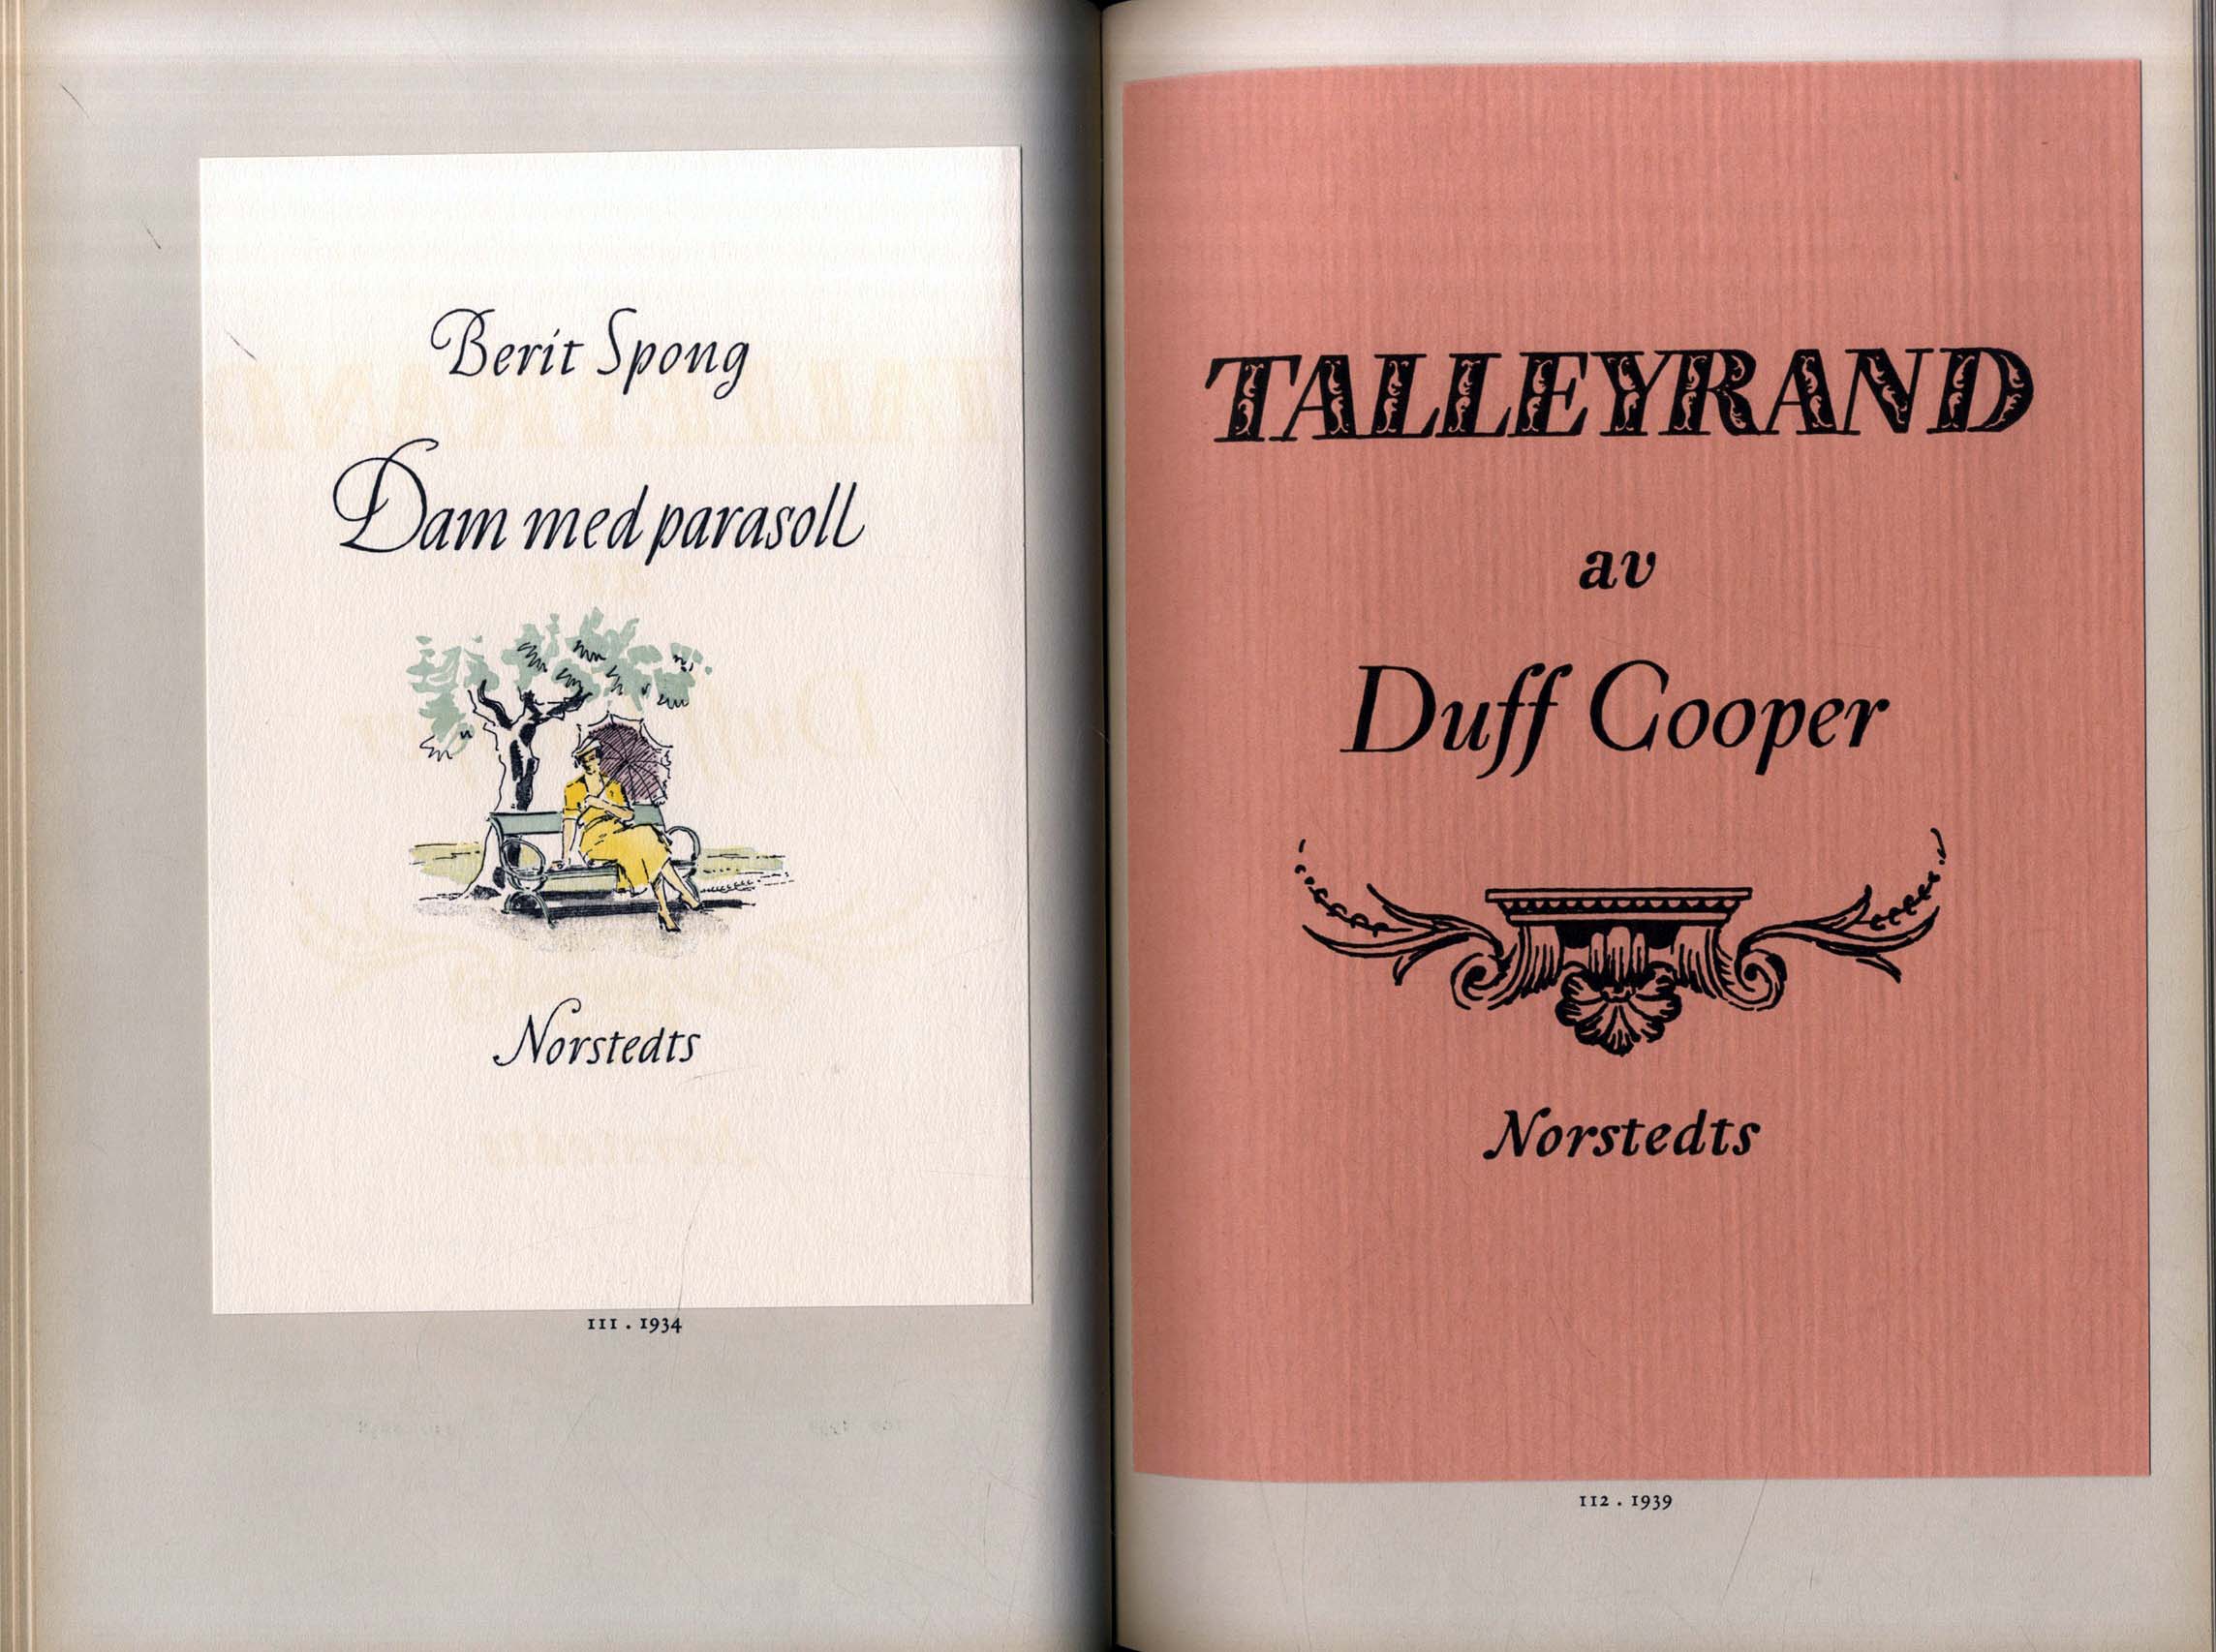 Berit Spong
Dam med parasoll
Norstedts
111 . 1934
TALLEYRAND
av
Duff Cooper
Norstedts
112 . 1939